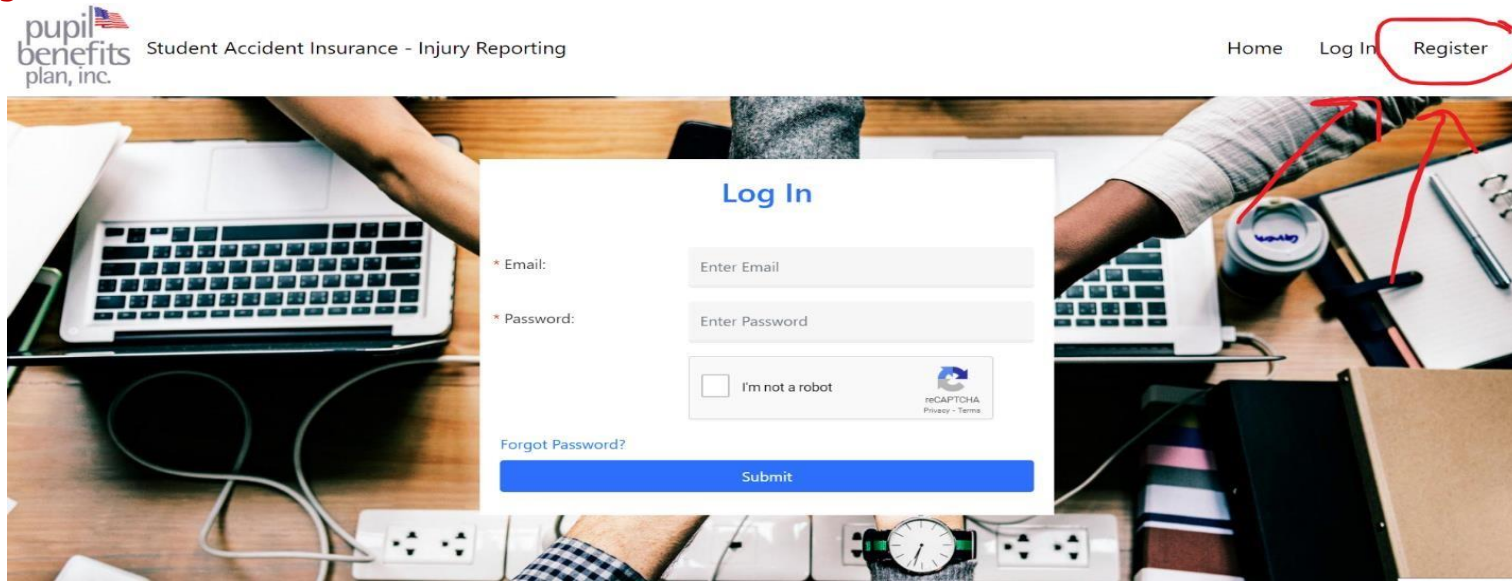 pupil
benefits
plan, inc.
Student Accident Insurance - Injury Reporting
Home Log In Register
Log In
* Email:
Enter Email
* Password:
Enter Password
I'm not a robot
reCAPTCHA
Privacy - Terms
Forgot Password?
Submit